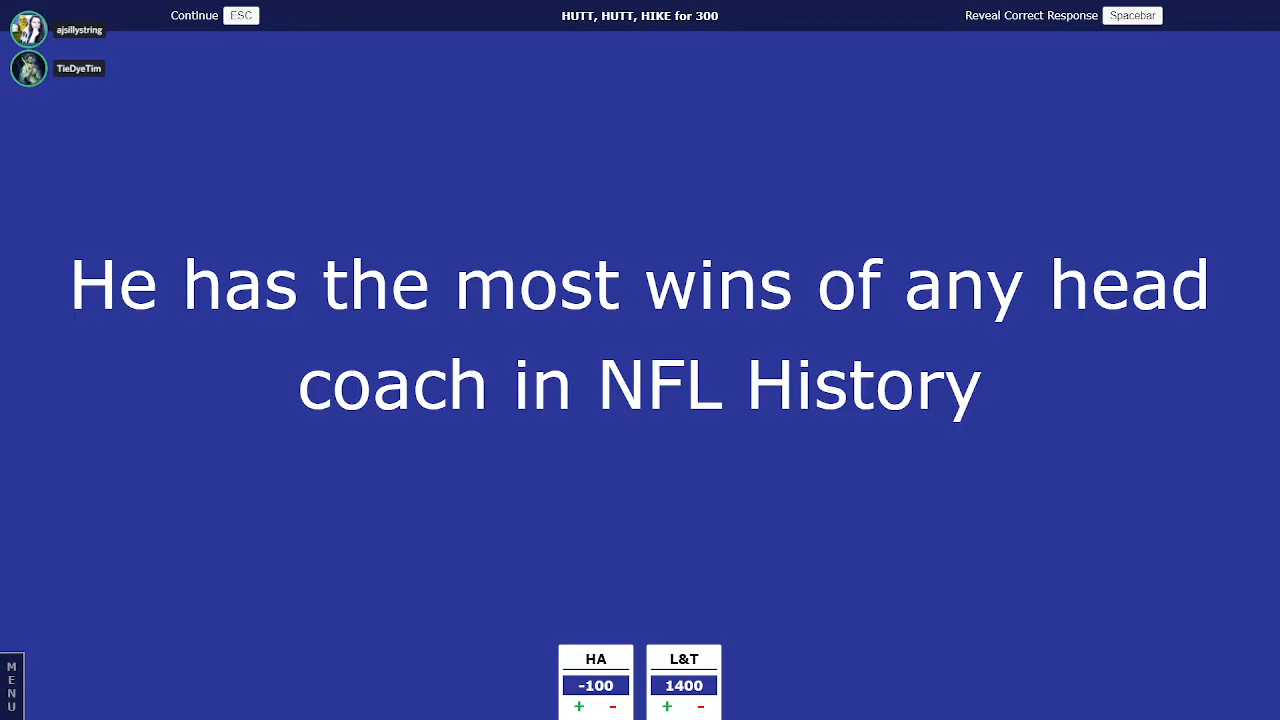 Continue ESC
HUTT, HUTT, HIKE for 300
Reveal Correct Response Spacebar
ajsillystring
TieDyeTim
He has the most wins of any head
coach in NFL History
MENU
HA
-100
+ -
L&T
1400
+ -